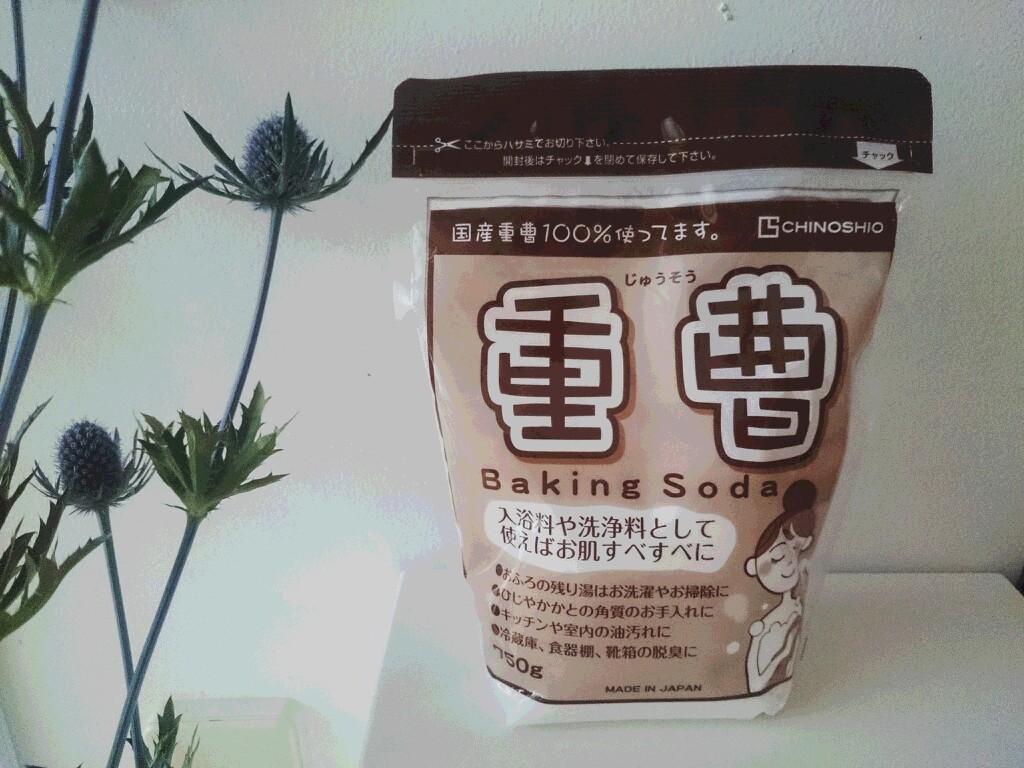 ここからハサミでお切り下さい。
開封後はチャック⬇を閉めて保存して下さい。
チャック
国産重曹100%使ってます。
CHINOSHIO
じゅうそう
重曹
Baking Soda
入浴料や洗浄料として
使えばお肌すべすべに
●おふろの残り湯はお洗濯やお掃除に
●ひじやかかとの角質のお手入れに
●キッチンや室内の油汚れに
●冷蔵庫、食器棚、靴箱の脱臭に
750g
MADE IN JAPAN